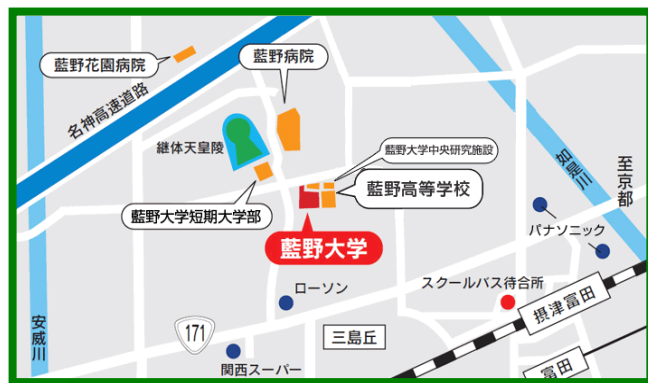 藍野花園病院
藍野病院
名神高速道路
継体天皇陵
藍野大学中央研究施設
藍野高等学校
藍野大学短期大学部
藍野大学
如是川
至京都
パナソニック
ローソン
スクールバス待合所
摂津富田
安威川
171
三島丘
関西スーパー
富田